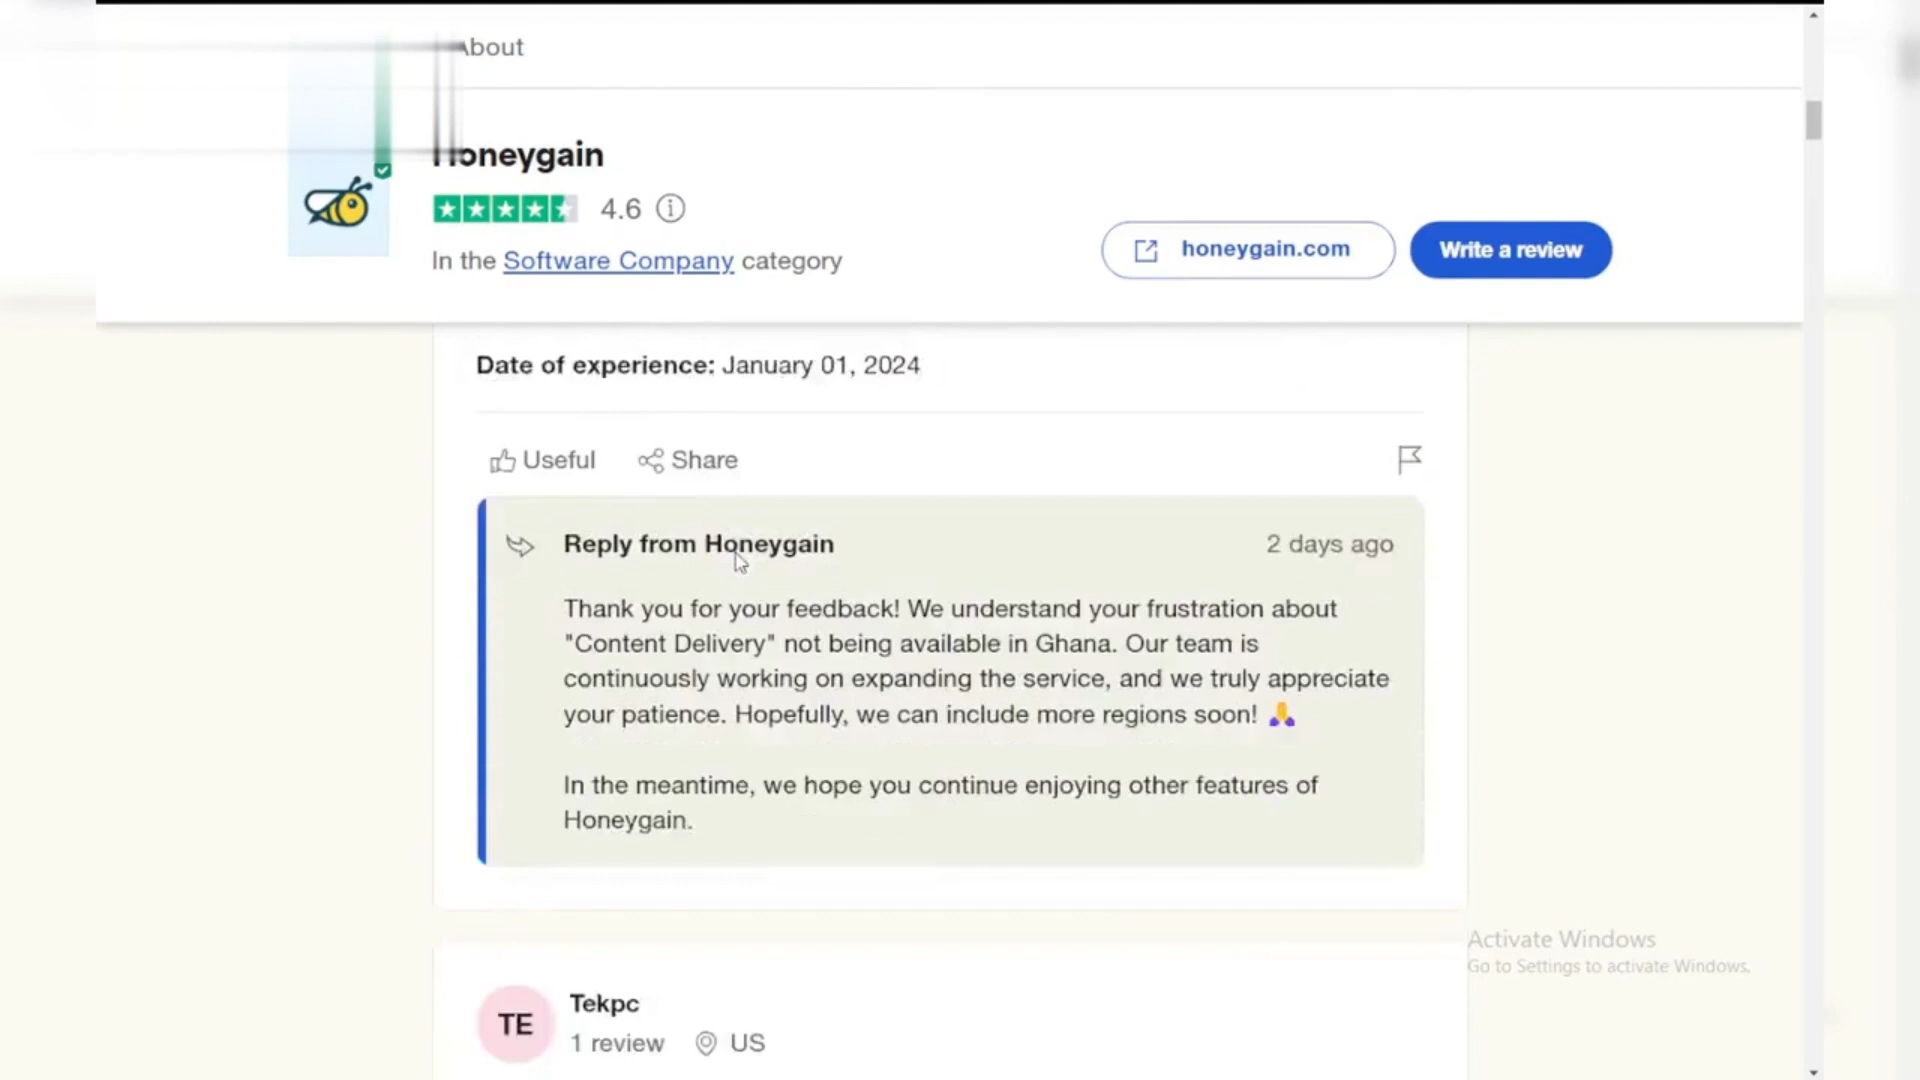 About
Honeygain
4.6
In the Software Company category
honeygain.com
Write a review
Date of experience: January 01, 2024
Useful
Share
Reply from Honeygain
2 days ago
Thank you for your feedback! We understand your frustration about
"Content Delivery" not being available in Ghana. Our team is
continuously working on expanding the service, and we truly appreciate
your patience. Hopefully, we can include more regions soon! 🙏
In the meantime, we hope you continue enjoying other features of
Honeygain.
Activate Windows
Go to Settings to activate Windows.
TE
Tekpc
1 review
US